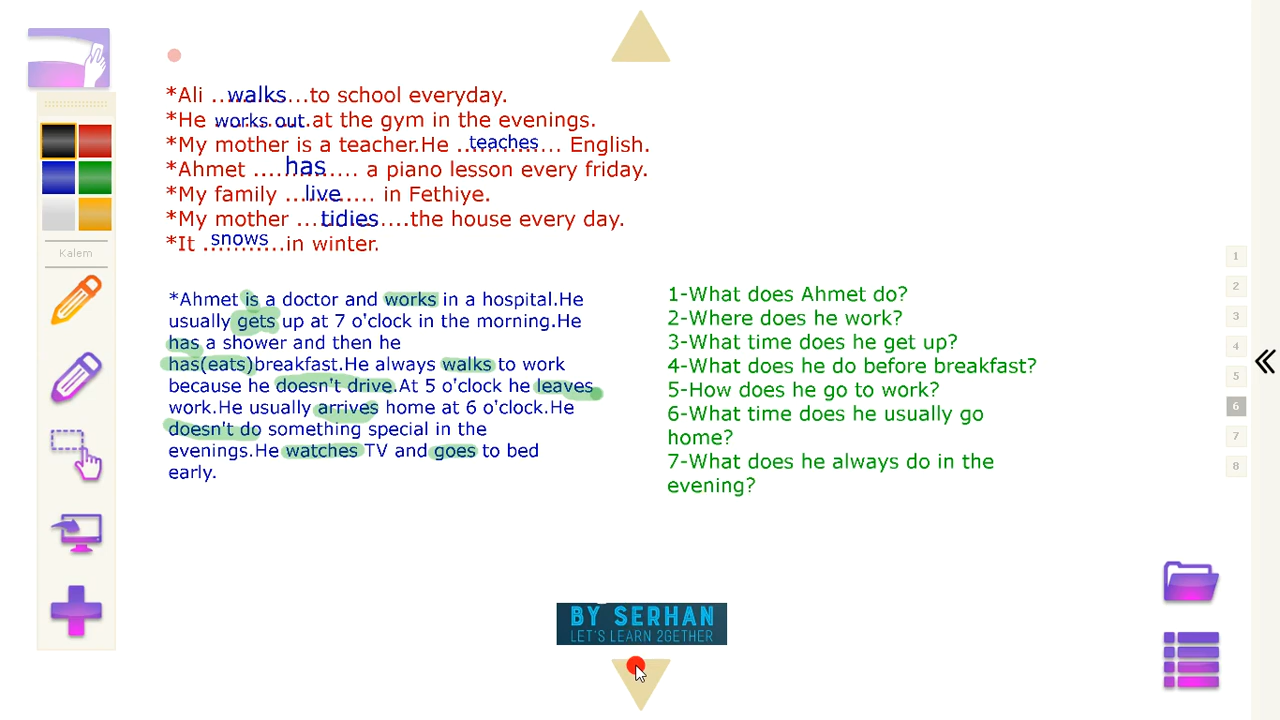 *Ali ....walks....to school everyday.
*He .works out.at the gym in the evenings.
*My mother is a teacher.He ..teaches... English.
*Ahmet ....has.... a piano lesson every friday.
*My family ...live.... in Fethiye.
*My mother ...tidies....the house every day.
*It .snows..in winter.
Kalem
*Ahmet is a doctor and works in a hospital.He
usually gets up at 7 o'clock in the morning.He
has a shower and then he
has(eats)breakfast.He always walks to work
because he doesn't drive.At 5 o'clock he leaves
work.He usually arrives home at 6 o'clock.He
doesn't do something special in the
evenings.He watches TV and goes to bed
early.
1-What does Ahmet do?
2-Where does he work?
3-What time does he get up?
4-What does he do before breakfast?
5-How does he go to work?
6-What time does he usually go
home?
7-What does he always do in the
evening?
1
2
3
4
5
6
7
8
BY SERHAN
LET'S LEARN 2GETHER